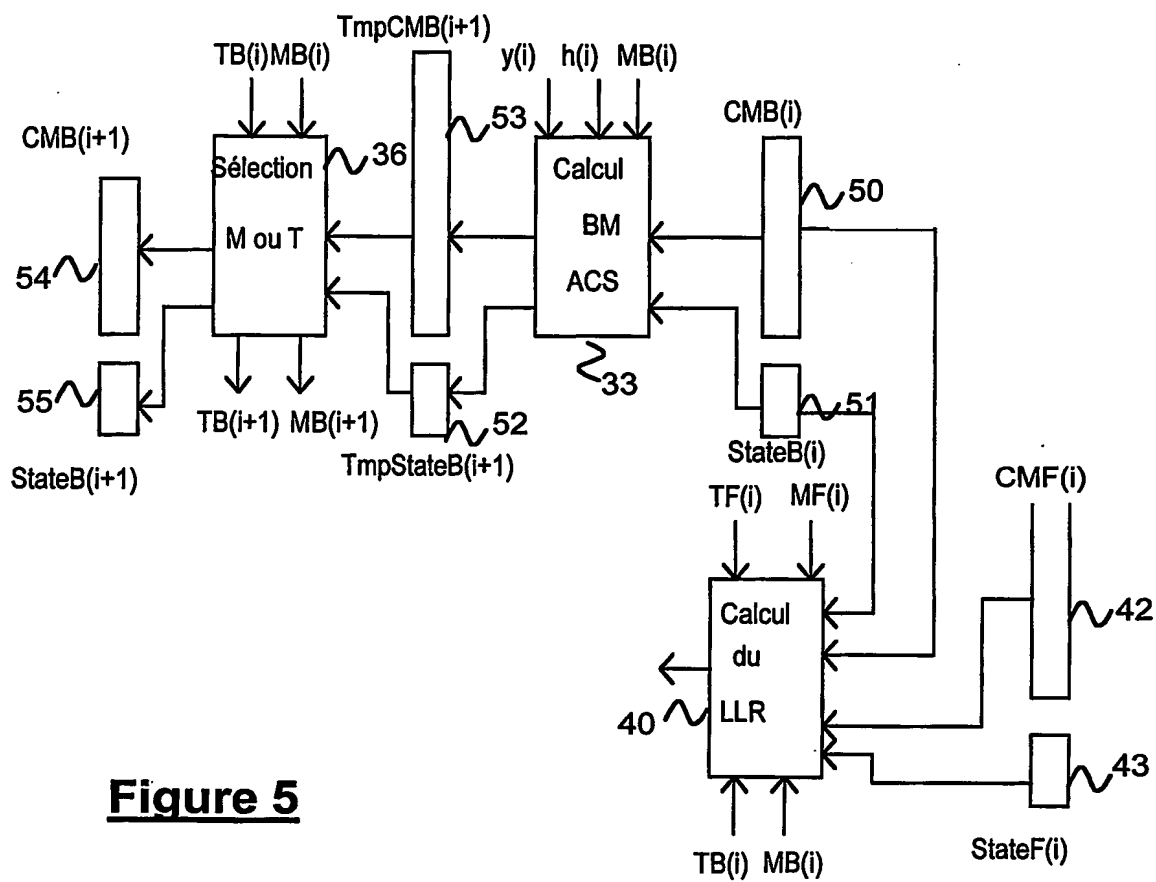 TmpCMB(i+1)
TB(i) MB(i)
y(i) h(i) MB(i)
CMB(i)
CMB(i+1)
53
Sélection
36
Calcul
50
M ou T
BM
54
ACS
33
55
51
TB(i+1) MB(i+1)
52
StateB(i)
StateB(i+1)
TmpStateB(i+1)
CMF(i)
TF(i) MF(i)
Calcul
42
du
40
LLR
43
Figure 5
TB(i) MB(i)
StateF(i)